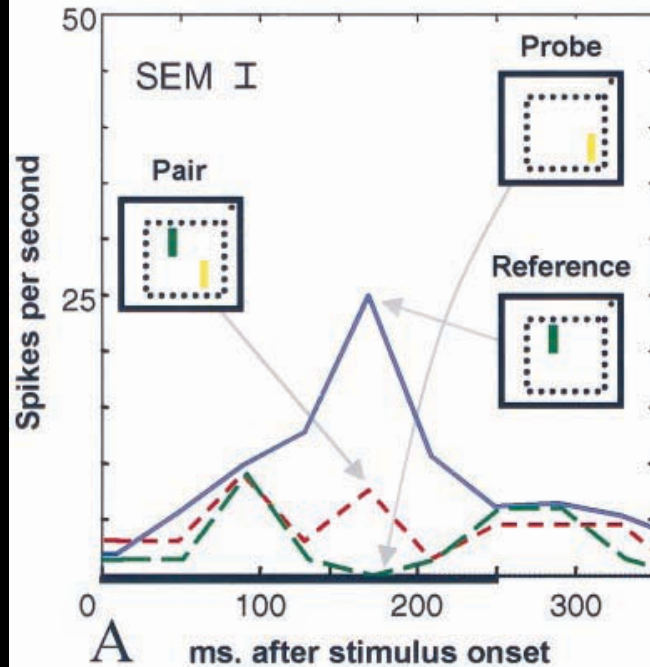 50
SEM I
Probe
Pair
Reference
25
Spikes per second
0
100
200
300
A
ms. after stimulus onset